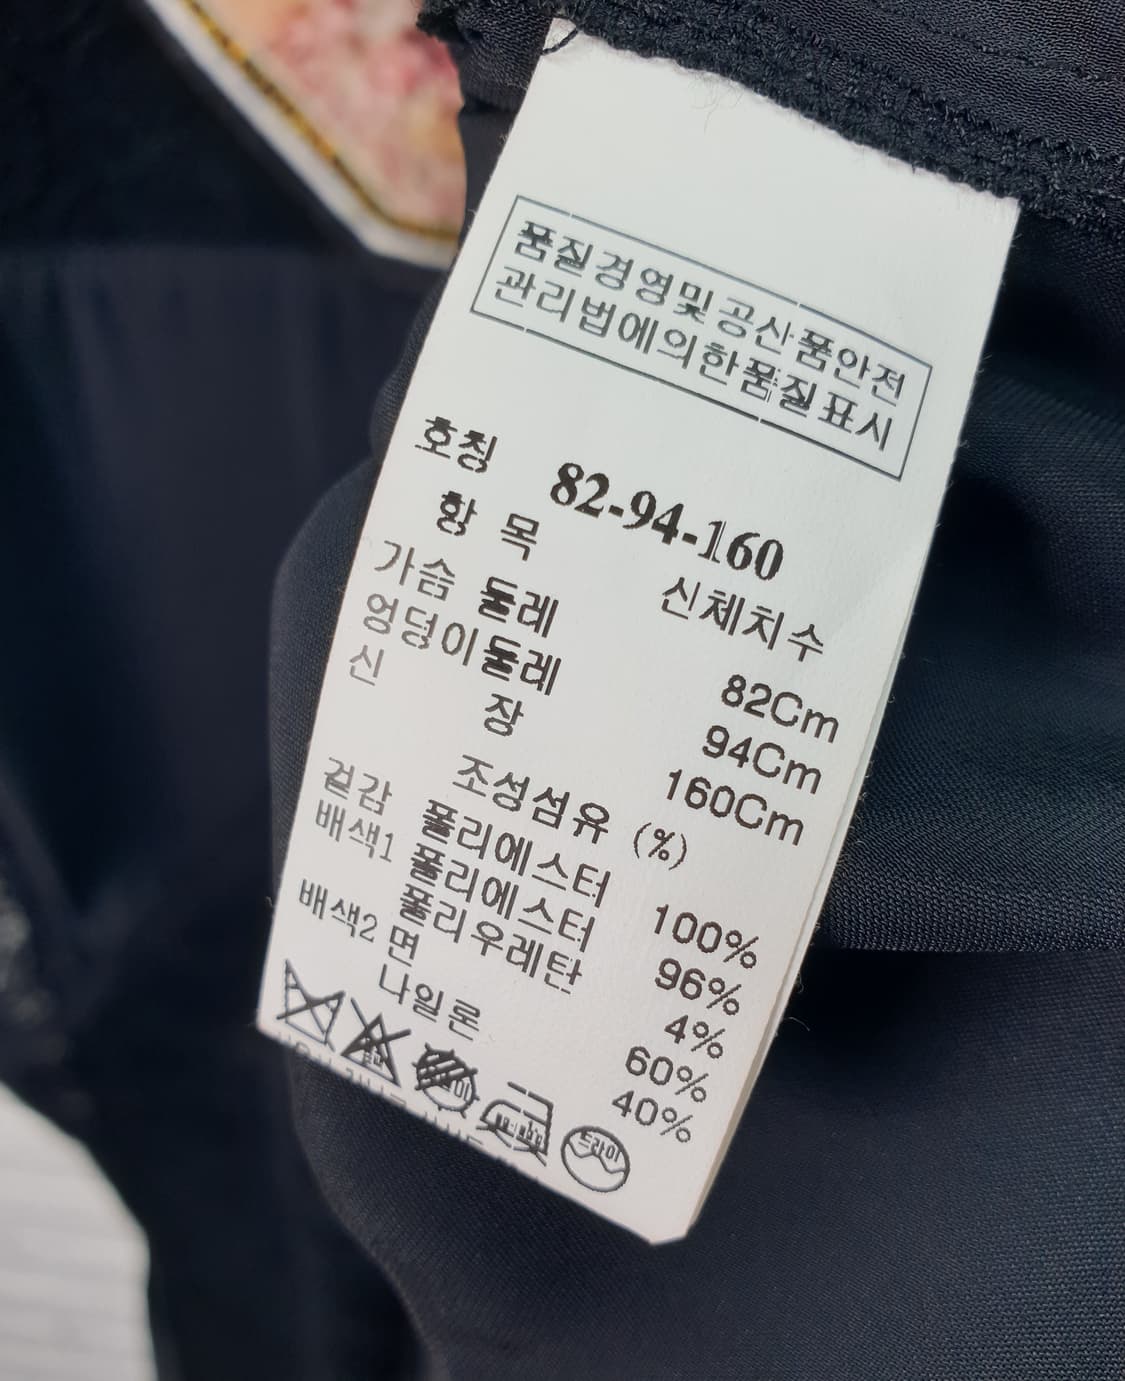 품질경영및공산품안전
관리법에의한품질표시
호칭 82-94-160
항 목 신체치수
가슴 둘레 82Cm
엉덩이둘레 94Cm
신 장 160Cm
조성섬유 (%)
겉감 폴리에스터 100%
배색1 폴리에스터 96%
폴리우레탄 4%
배색2 면 60%
나일론 40%
드라이